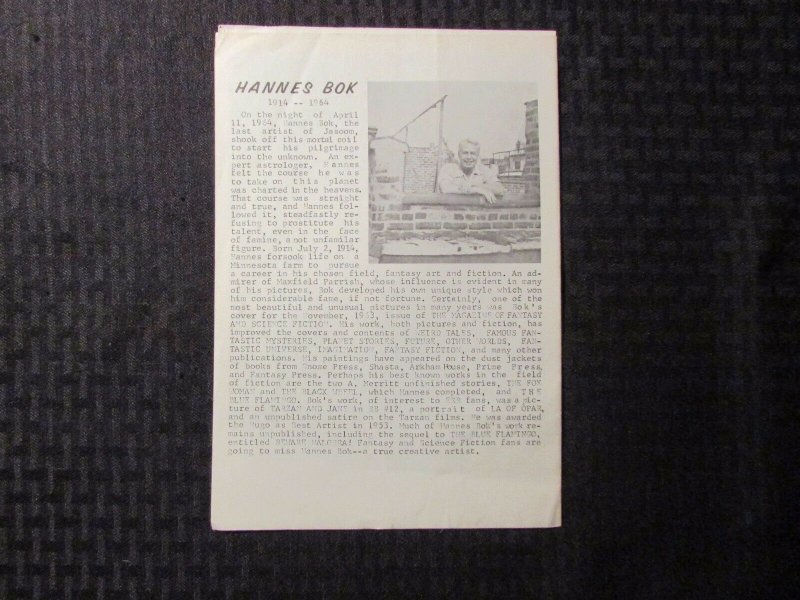 HANNES BOK
1914 -- 1964
On the night of April
11, 1964, Hannes Bok, the
last artist of Jasoom,
shook off this mortal coil
to start his pilgrimage
into the unknown. An ex-
pert astrologer, Hannes
felt the course he was
to take on this planet
was charted in the heavens.
That course was straight
and true, and Hannes fol-
lowed it, steadfastly re-
fusing to prostitute his
talent, even in the face
of famine, a not unfamiliar
figure. Born July 2, 1914,
Hannes forsook life on a
Minnesota farm to pursue
a career in his chosen field, fantasy art and fiction. An ad-
mirer of Maxfield Parrish, whose influence is evident in many
of his pictures, Bok developed his own unique style which won
him considerable fame, if not fortune. Certainly, one of the
most beautiful and unusual pictures in many years was Bok's
cover for the November, 1963, issue of THE MAGAZINE OF FANTASY
AND SCIENCE FICTION. His work, both pictures and fiction, has
improved the covers and contents of WEIRD TALES, FAMOUS FAN-
TASTIC MYSTERIES, PLANET STORIES, FUTURE, OTHER WORLDS, FAN-
TASTIC UNIVERSE, IMAGINATION, FANTASY FICTION, and many other
publications. His paintings have appeared on the dust jackets
of books from Gnome Press, Shasta, Arkham House, Prime Press,
and Fantasy Press. Perhaps his best known works in the field
of fiction are the two A. Merritt unfinished stories, THE FOX
WOMAN and THE BLACK WHEEL, which Hannes completed, and THE
BLUE FLAMINGO. Bok's work, of interest to ERB fans, was a pic-
ture of TARZAN AND JANE in EB #12, a portrait of LA OF OPAR,
and an unpublished satire on the Tarzan films. He was awarded
the Hugo as Best Artist in 1953. Much of Hannes Bok's work re-
mains unpublished, including the sequel to THE BLUE FLAMINGO,
entitled BEWARE MALOERA! Fantasy and Science Fiction fans are
going to miss Hannes Bok--a true creative artist.